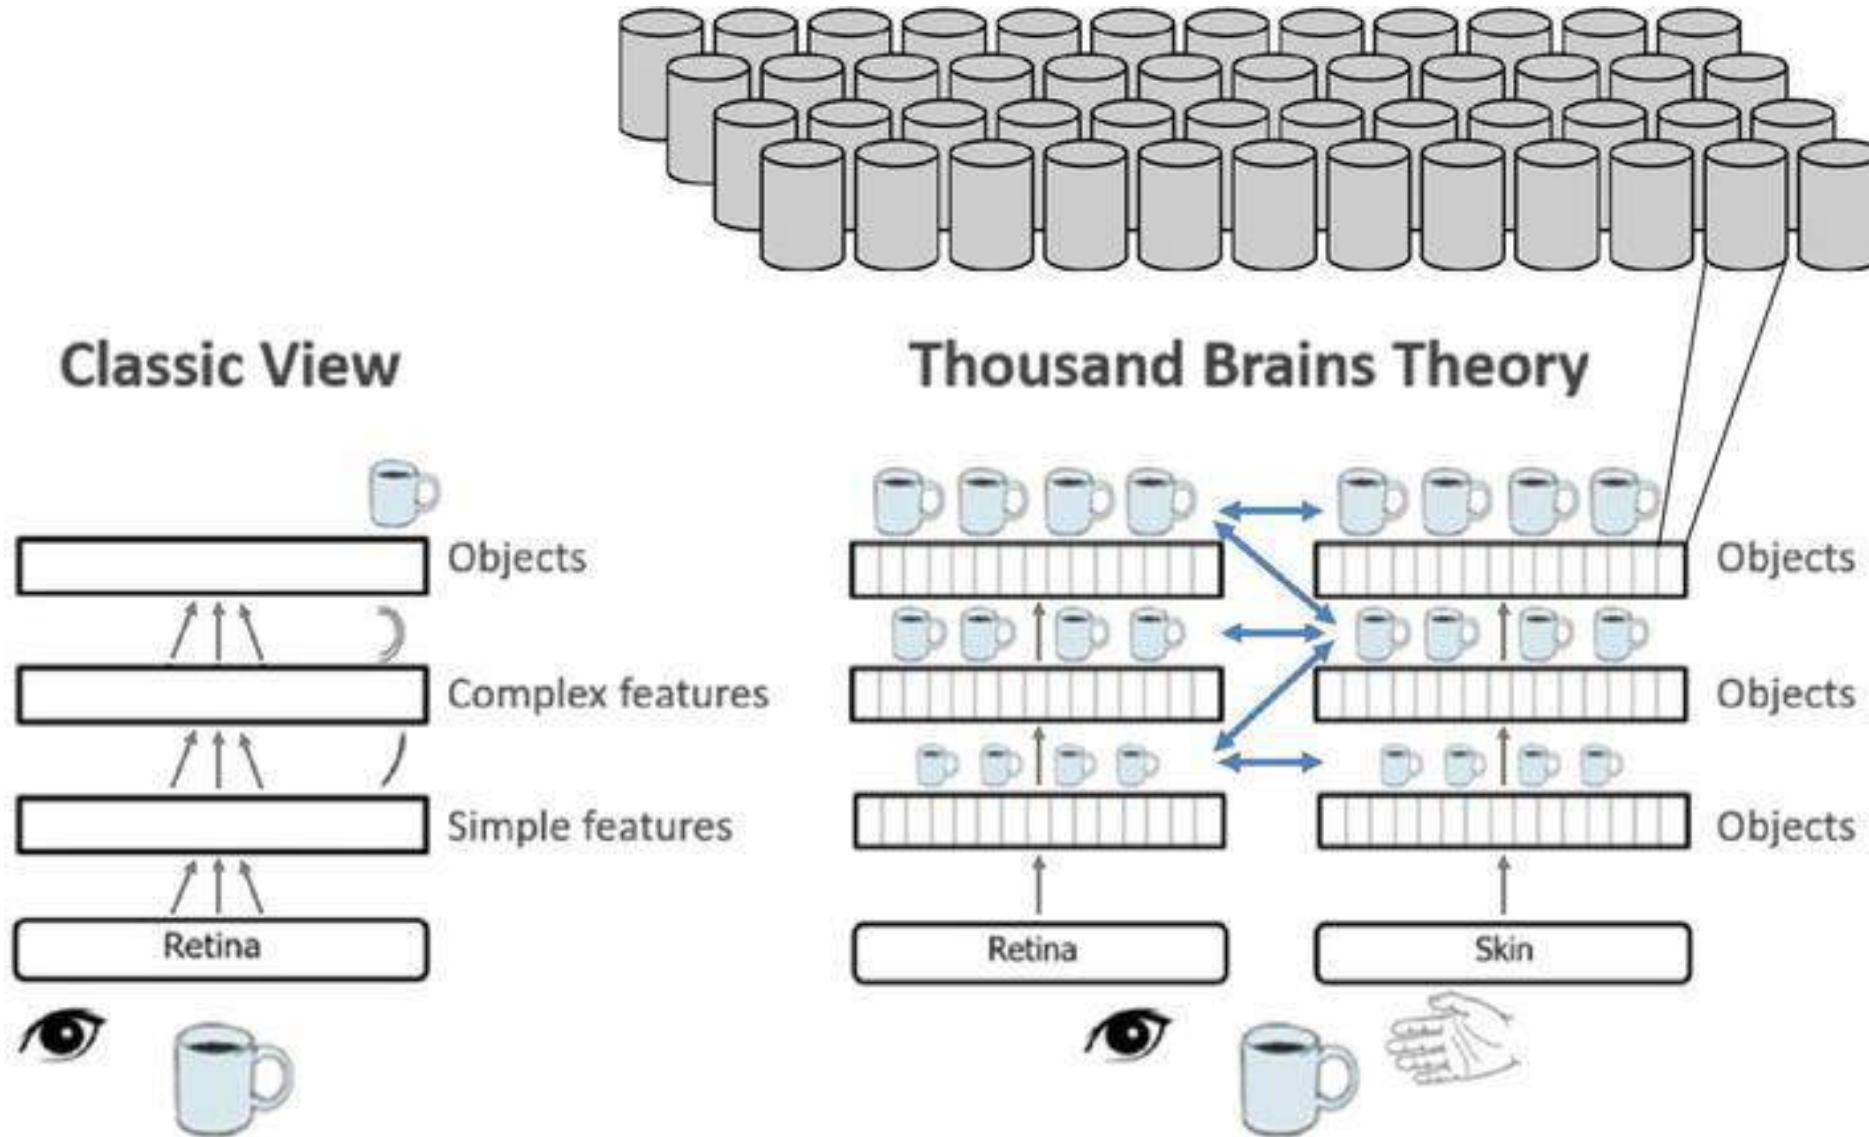 Classic View
Objects
Complex features
Simple features
Retina
Thousand Brains Theory
Objects
Objects
Objects
Retina
Skin